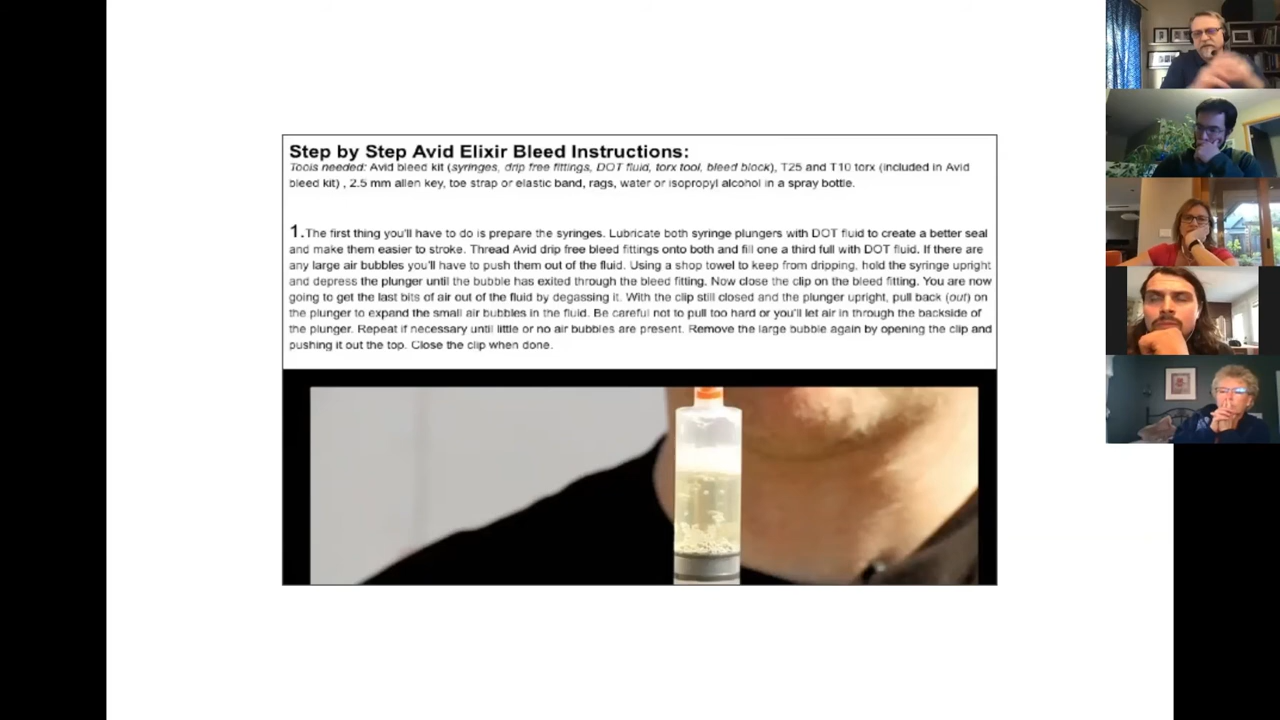 Step by Step Avid Elixir Bleed Instructions:
Tools needed: Avid bleed kit (syringes, drip free fittings, DOT fluid, torx tool, bleed block), T25 and T10 torx (included in Avid
bleed kit) , 2.5 mm allen key, toe strap or elastic band, rags, water or isopropyl alcohol in a spray bottle.
1.The first thing you'll have to do is prepare the syringes. Lubricate both syringe plungers with DOT fluid to create a better seal
and make them easier to stroke. Thread Avid drip free bleed fittings onto both and fill one a third full with DOT fluid. If there are
any large air bubbles you'll have to push them out of the fluid. Using a shop towel to keep from dripping, hold the syringe upright
and depress the plunger until the bubble has exited through the bleed fitting. Now close the clip on the bleed fitting. You are now
going to get the last bits of air out of the fluid by degassing it. With the clip still closed and the plunger upright, pull back (out) on
the plunger to expand the small air bubbles in the fluid. Be careful not to pull too hard or you'll let air in through the backside of
the plunger. Repeat if necessary until little or no air bubbles are present. Remove the large bubble again by opening the clip and
pushing it out the top. Close the clip when done.